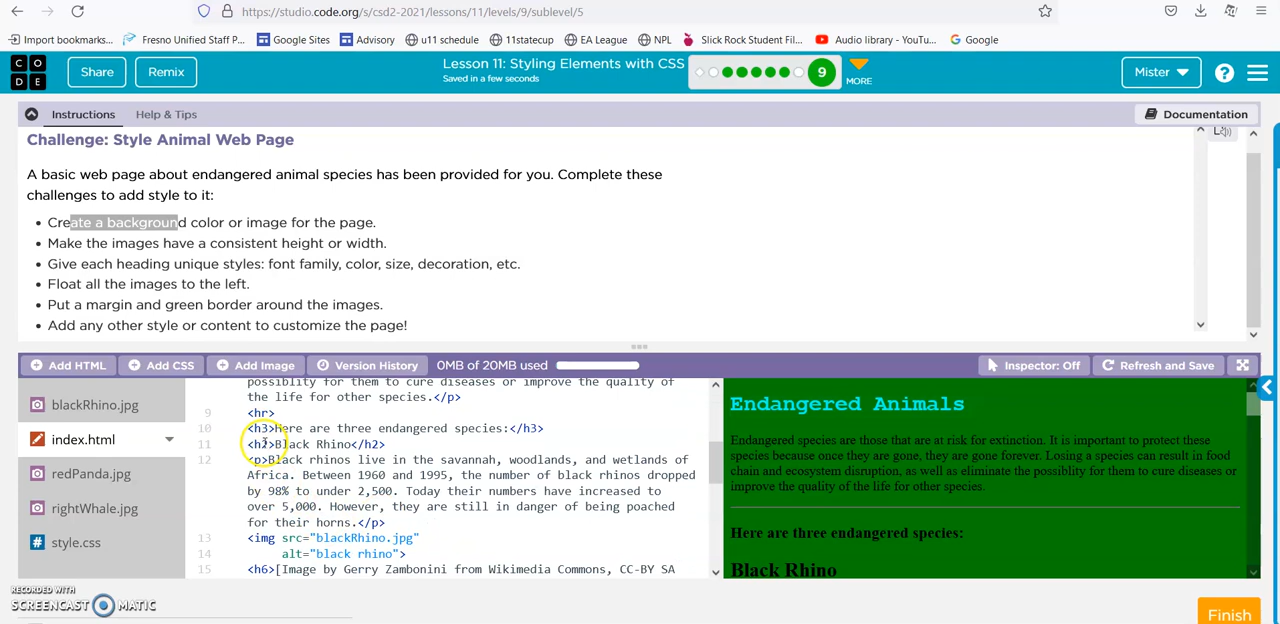 https://studio.code.org/s/csd2-2021/lessons/11/levels/9/sublevel/5
Import bookmarks... Fresno Unified Staff P... Google Sites Advisory u11 schedule 11statecup EA League NPL Slick Rock Student Fil... Audio library - YouTu... Google
CODE Share Remix Lesson 11: Styling Elements with CSS 9 MORE Mister ?
Saved in a few seconds
Instructions Help & Tips Documentation
Challenge: Style Animal Web Page
A basic web page about endangered animal species has been provided for you. Complete these
challenges to add style to it:
• Create a background color or image for the page.
• Make the images have a consistent height or width.
• Give each heading unique styles: font family, color, size, decoration, etc.
• Float all the images to the left.
• Put a margin and green border around the images.
• Add any other style or content to customize the page!
Add HTML Add CSS Add Image Version History 0MB of 20MB used Inspector: Off Refresh and Save
blackRhino.jpg
index.html
redPanda.jpg
rightWhale.jpg
style.css
possiblity for them to cure diseases or improve the quality of
the life for other species.</p>
9 <hr>
10 <h3>here are three endangered species:</h3>
11 Black Rhino</h2>
12 <p>Black rhinos live in the savannah, woodlands, and wetlands of
Africa. Between 1960 and 1995, the number of black rhinos dropped
by 98% to under 2,500. Today their numbers have increased to
over 5,000. However, they are still in danger of being poached
for their horns.</p>
13 <img src="blackRhino.jpg"
14 alt="black rhino">
15 <h6>[Image by Gerry Zambonini from Wikimedia Commons, CC-BY SA
Endangered Animals
Endangered species are those that are at risk for extinction. It is important to protect these
species because once they are gone, they are gone forever. Losing a species can result in food
chain and ecosystem disruption, as well as eliminate the possiblity for them to cure diseases or
improve the quality of the life for other species.
Here are three endangered species:
Black Rhino
RECORDED WITH
SCREENCAST MATIC
Finish